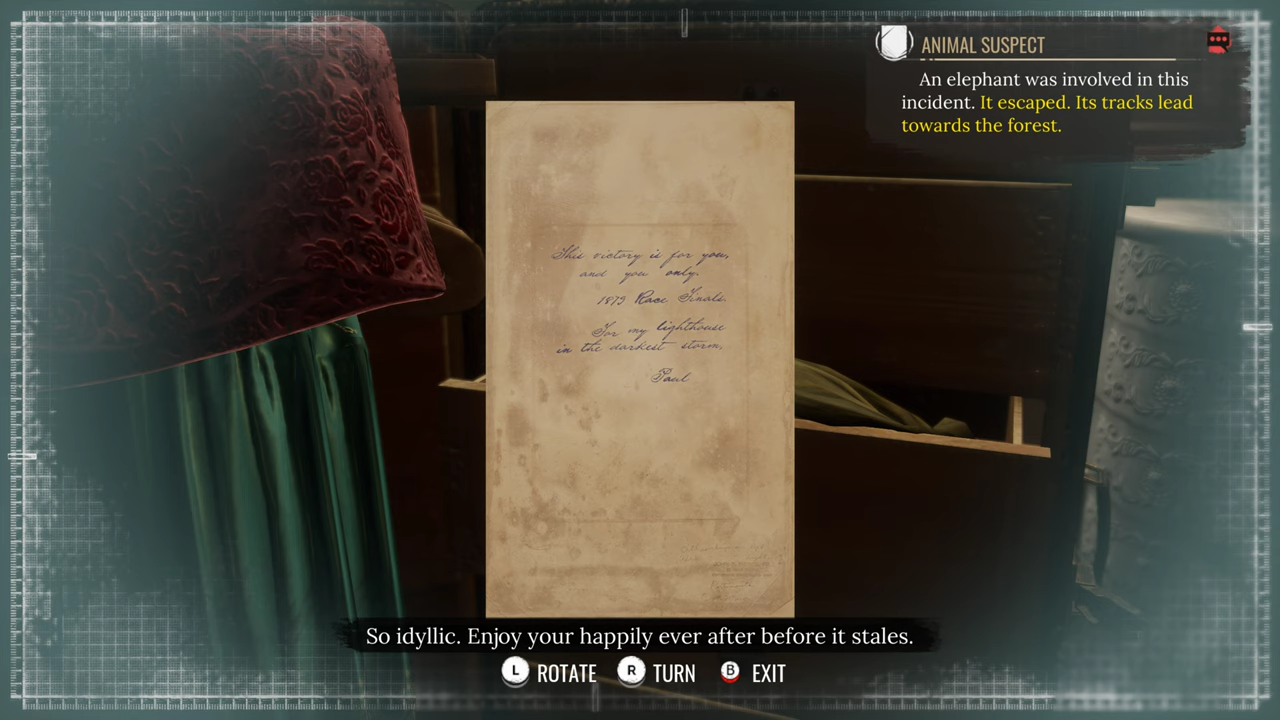 ANIMAL SUSPECT
An elephant was involved in this
incident. It escaped. Its tracks lead
towards the forest.
This victory is for you,
and you only.
1879 Race Finals.
For my lighthouse
in the darkest storm,
Paul
So idyllic. Enjoy your happily ever after before it stales.
L ROTATE R TURN B EXIT